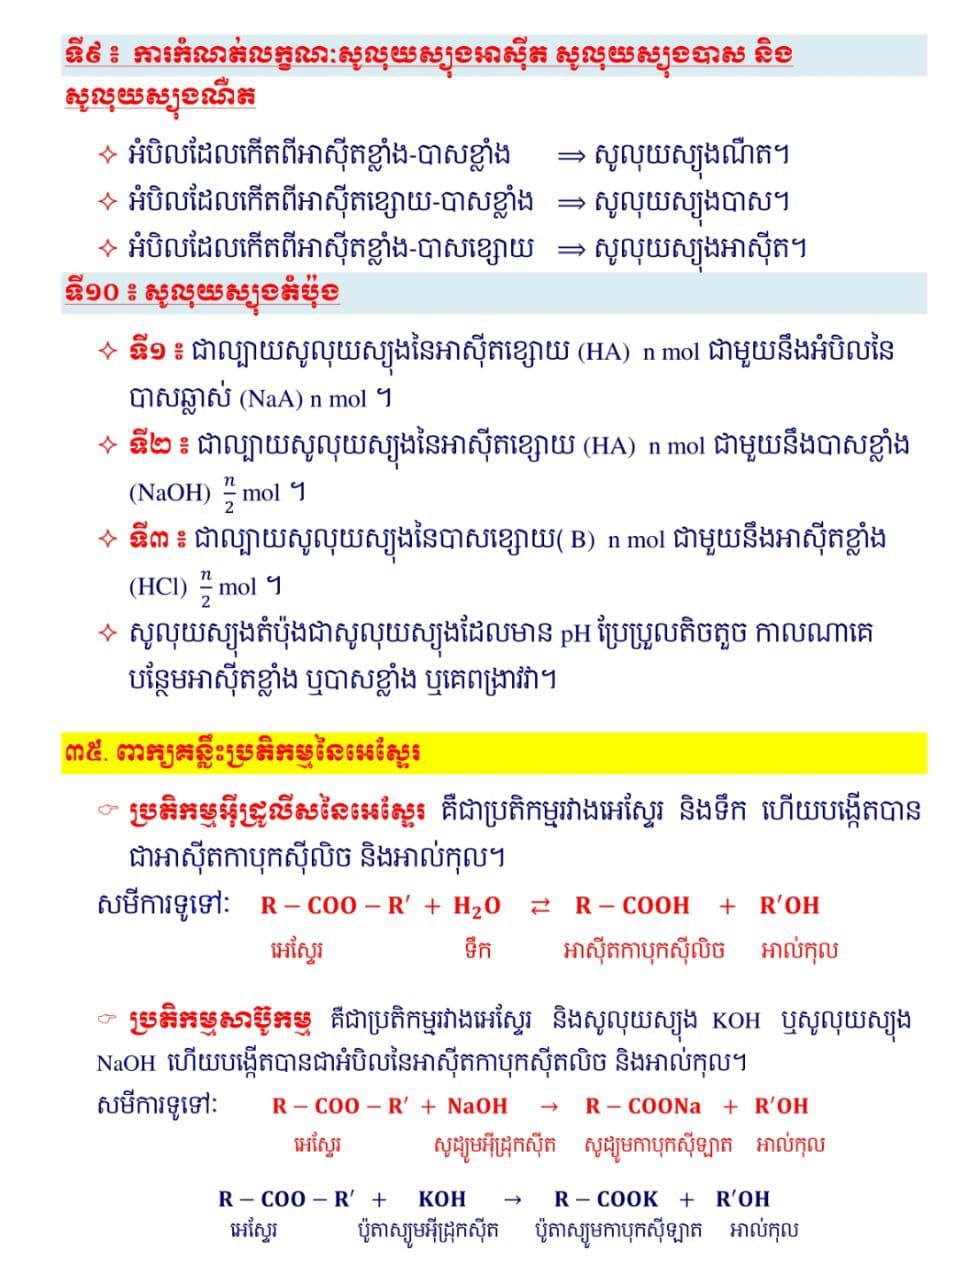 ទី៩ ៖ ការកំណត់លក្ខណៈសូលុយស្យុងអាស៊ីត សូលុយស្យុងបាស និង
សូលុយស្យុងណឺត
✧ អំបិលដែលកើតពីអាស៊ីតខ្លាំង-បាសខ្លាំង ⟹ សូលុយស្យុងណឺត។
✧ អំបិលដែលកើតពីអាស៊ីតខ្សោយ-បាសខ្លាំង ⟹ សូលុយស្យុងបាស។
✧ អំបិលដែលកើតពីអាស៊ីតខ្លាំង-បាសខ្សោយ ⟹ សូលុយស្យុងអាស៊ីត។
ទី១០ ៖ សូលុយស្យុងតំប៉ុង
✧ ទី១ ៖ ជាល្បាយសូលុយស្យុងនៃអាស៊ីតខ្សោយ (HA) n mol ជាមួយនឹងអំបិលនៃ
បាសឆ្លាស់ (NaA) n mol ។
✧ ទី២ ៖ ជាល្បាយសូលុយស្យុងនៃអាស៊ីតខ្សោយ (HA) n mol ជាមួយនឹងបាសខ្លាំង
(NaOH) n/2 mol ។
✧ ទី៣ ៖ ជាល្បាយសូលុយស្យុងនៃបាសខ្សោយ( B) n mol ជាមួយនឹងអាស៊ីតខ្លាំង
(HCl) n/2 mol ។
✧ សូលុយស្យុងតំប៉ុងជាសូលុយស្យុងដែលមាន pH ប្រែប្រួលតិចតួច កាលណាគេ
បន្ថែមអាស៊ីតខ្លាំង ឬបាសខ្លាំង ឬគេពង្រាវវា។
៣៥. ពាក្យគន្លឹះប្រតិកម្មនៃអេស្ទែរ
☞ ប្រតិកម្មអ៊ីដ្រូលីសនៃអេស្ទែរ គឺជាប្រតិកម្មរវាងអេស្ទែរ និងទឹក ហើយបង្កើតបាន
ជាអាស៊ីតកាបុកស៊ីលិច និងអាល់កុល។
សមីការទូទៅ: R − COO − R′ + H₂O ⇄ R − COOH + R′OH
អេស្ទែរ ទឹក អាស៊ីតកាបុកស៊ីលិច អាល់កុល
☞ ប្រតិកម្មសាប៊ូកម្ម គឺជាប្រតិកម្មរវាងអេស្ទែរ និងសូលុយស្យុង KOH ឬសូលុយស្យុង
NaOH ហើយបង្កើតបានជាអំបិលនៃអាស៊ីតកាបុកស៊ីតលិច និងអាល់កុល។
សមីការទូទៅ: R − COO − R′ + NaOH → R − COONa + R′OH
អេស្ទែរ សូដ្យូមអ៊ីដ្រុកស៊ីត សូដ្យូមកាបុកស៊ីឡាត អាល់កុល
R − COO − R′ + KOH → R − COOK + R′OH
អេស្ទែរ ប៉ូតាស្យូមអ៊ីដ្រុកស៊ីត ប៉ូតាស្យូមកាបុកស៊ីឡាត អាល់កុល